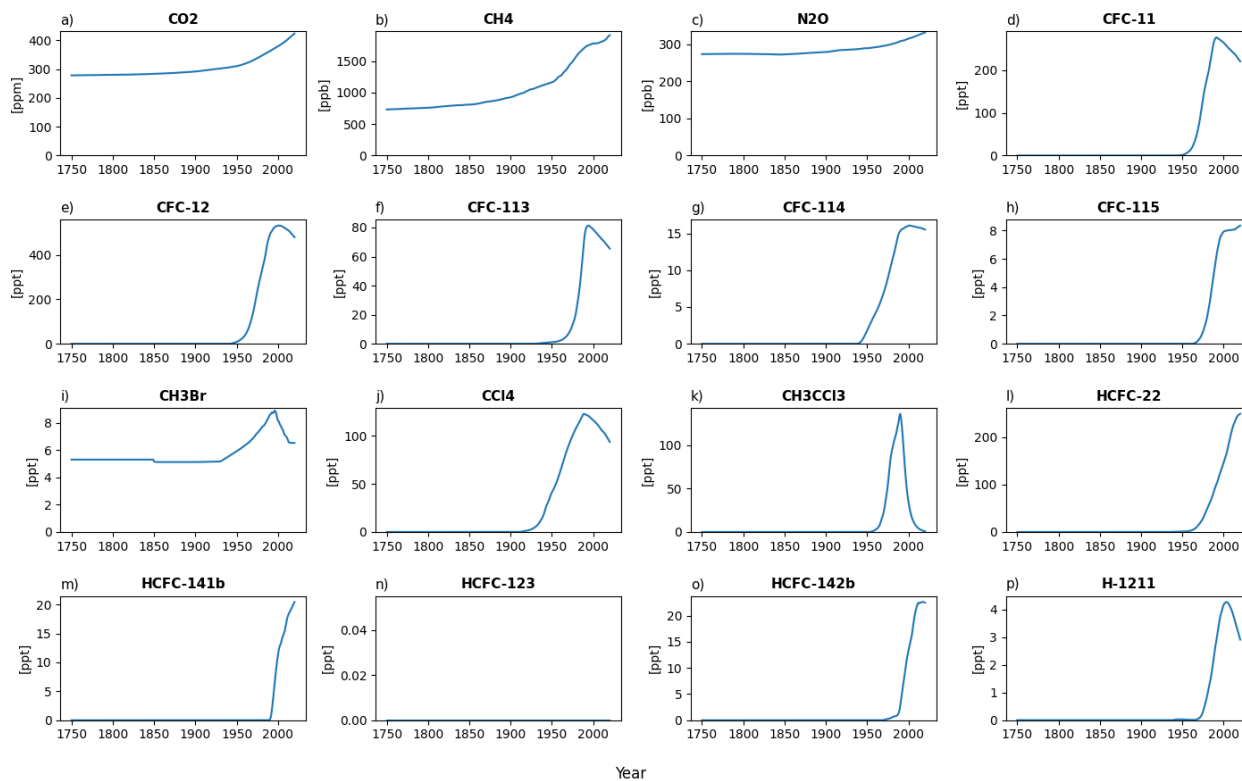 a) CO2
[ppm]
400
300
200
100
0
1750 1800 1850 1900 1950 2000
b) CH4
[ppb]
1500
1000
500
0
1750 1800 1850 1900 1950 2000
c) N2O
[ppb]
300
200
100
0
1750 1800 1850 1900 1950 2000
d) CFC-11
[ppt]
200
100
0
1750 1800 1850 1900 1950 2000
e) CFC-12
[ppt]
400
200
0
1750 1800 1850 1900 1950 2000
f) CFC-113
[ppt]
80
60
40
20
0
1750 1800 1850 1900 1950 2000
g) CFC-114
[ppt]
15
10
5
0
1750 1800 1850 1900 1950 2000
h) CFC-115
[ppt]
8
6
4
2
0
1750 1800 1850 1900 1950 2000
i) CH3Br
[ppt]
8
6
4
2
0
1750 1800 1850 1900 1950 2000
j) CCl4
[ppt]
100
50
0
1750 1800 1850 1900 1950 2000
k) CH3CCl3
[ppt]
100
50
0
1750 1800 1850 1900 1950 2000
l) HCFC-22
[ppt]
200
100
0
1750 1800 1850 1900 1950 2000
m) HCFC-141b
[ppt]
20
15
10
5
0
1750 1800 1850 1900 1950 2000
n) HCFC-123
[ppt]
0.04
0.02
0.00
1750 1800 1850 1900 1950 2000
o) HCFC-142b
[ppt]
20
15
10
5
0
1750 1800 1850 1900 1950 2000
p) H-1211
[ppt]
4
3
2
1
0
1750 1800 1850 1900 1950 2000
Year